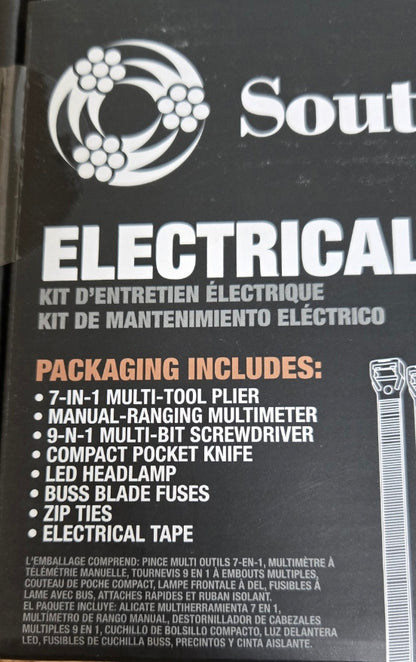 Sout
ELECTRICAL
KIT D'ENTRETIEN ÉLECTRIQUE
KIT DE MANTENIMIENTO ELÉCTRICO
PACKAGING INCLUDES:
• 7-IN-1 MULTI-TOOL PLIER
• MANUAL-RANGING MULTIMETER
• 9-N-1 MULTI-BIT SCREWDRIVER
• COMPACT POCKET KNIFE
• LED HEADLAMP
• BUSS BLADE FUSES
• ZIP TIES
• ELECTRICAL TAPE
L'EMBALLAGE COMPREND: PINCE MULTI OUTILS 7-EN-1, MULTIMÈTRE À
TÉLÉMÉTRIE MANUELLE, TOURNEVIS 9 EN 1 À EMBOUTS MULTIPLES,
COUTEAU DE POCHE COMPACT, LAMPE FRONTALE À DEL, FUSIBLES À
LAME AVEC BUS, ATTACHES RAPIDES ET RUBAN ISOLANT.
EL PAQUETE INCLUYE: ALICATE MULTIHERRAMIENTA 7 EN 1,
MULTÍMETRO DE RANGO MANUAL, DESTORNILLADOR DE CABEZALES
MULTIPLES 9 EN 1, CUCHILLO DE BOLSILLO COMPACTO, LUZ DELANTERA
LED, FUSIBLES DE CUCHILLA BUSS, PRECINTOS Y CINTA AISLANTE.